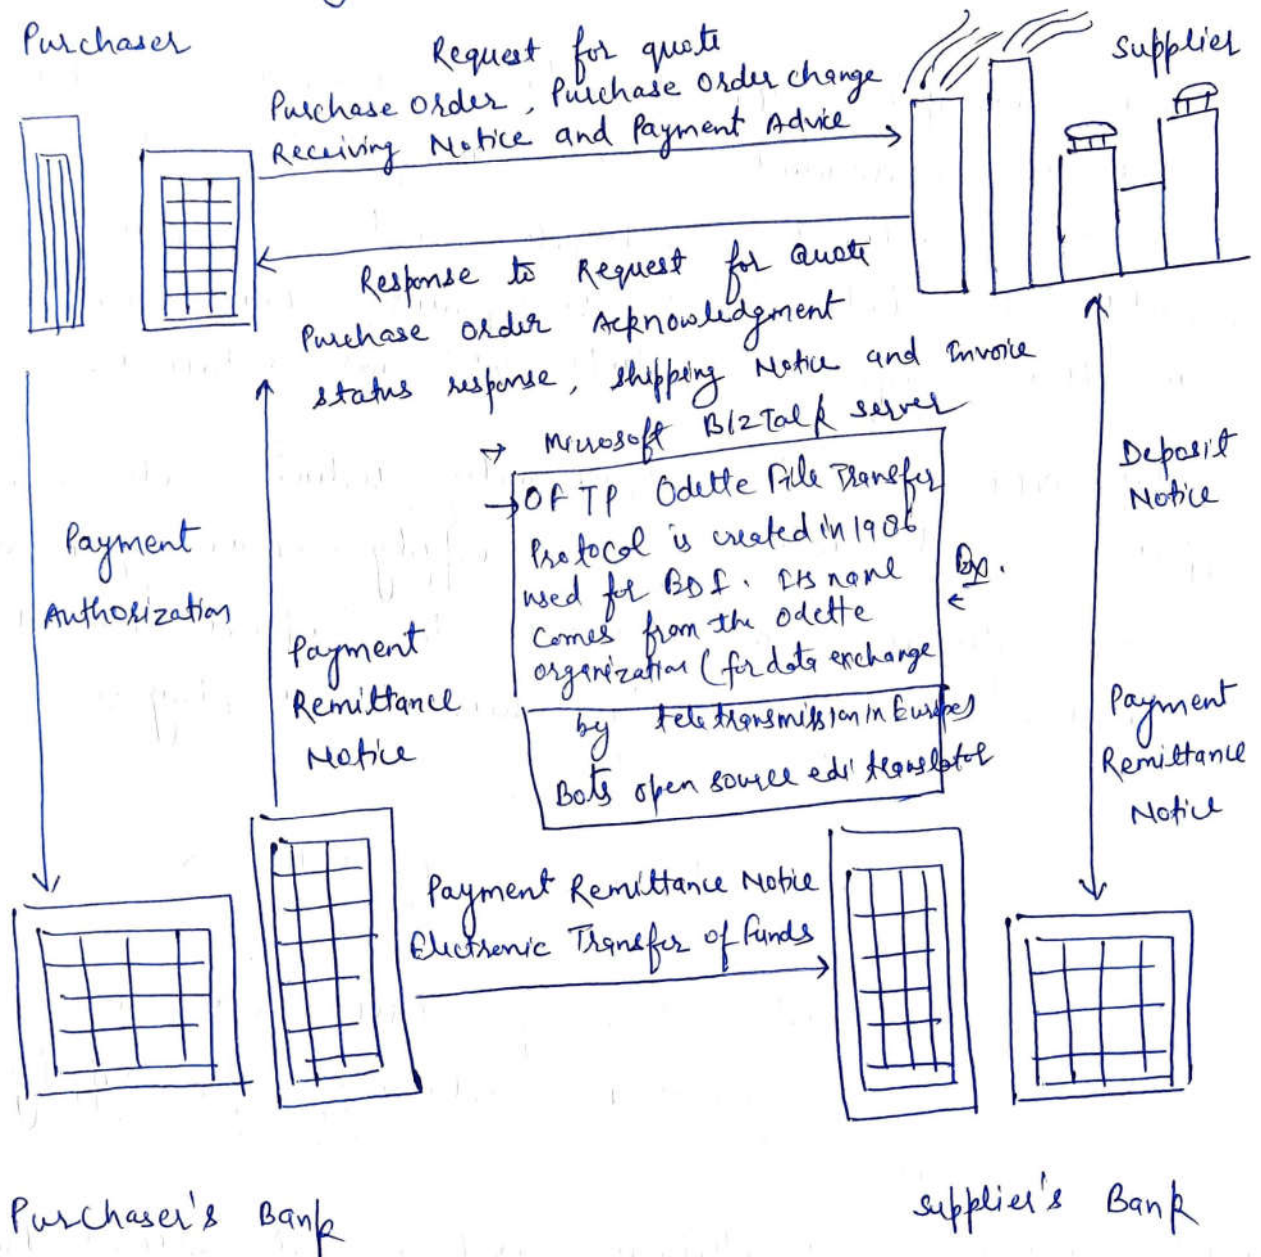 Purchaser
Request for quote
Purchase order, Purchase order change
Receiving Notice and Payment Advice
Supplier
Response to Request for Quote
Purchase order Acknowledgment
status response, shipping Notice and Invoice
→ Microsoft BizTalk server
→ OFTP Odette File Transfer
Protocol is created in 1986
used for EDI. Its name
comes from the Odette
organization (for data exchange
by teletransmission in Europe)
Bots open source edi translator
Ex.
Payment
Authorization
Payment
Remittance
Notice
Deposit
Notice
Payment
Remittance
Notice
Payment Remittance Notice
Electronic Transfer of Funds
Purchaser's Bank
supplier's Bank